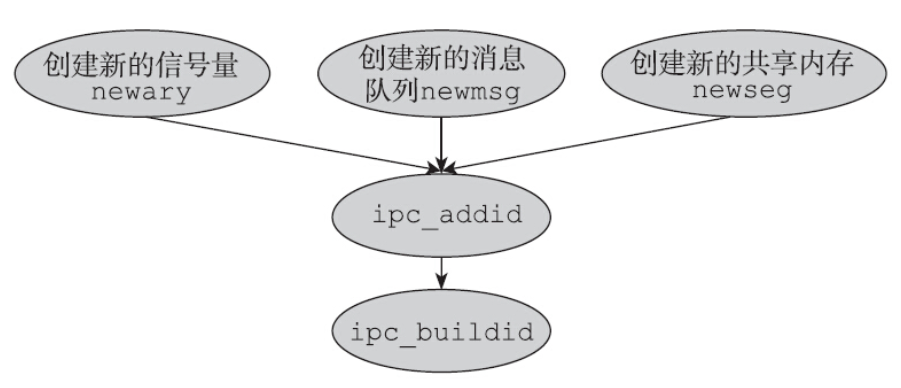 创建新的信号量
newary
创建新的消息
队列newmsg
创建新的共享内存
newseg
ipc_addid
ipc_buildid